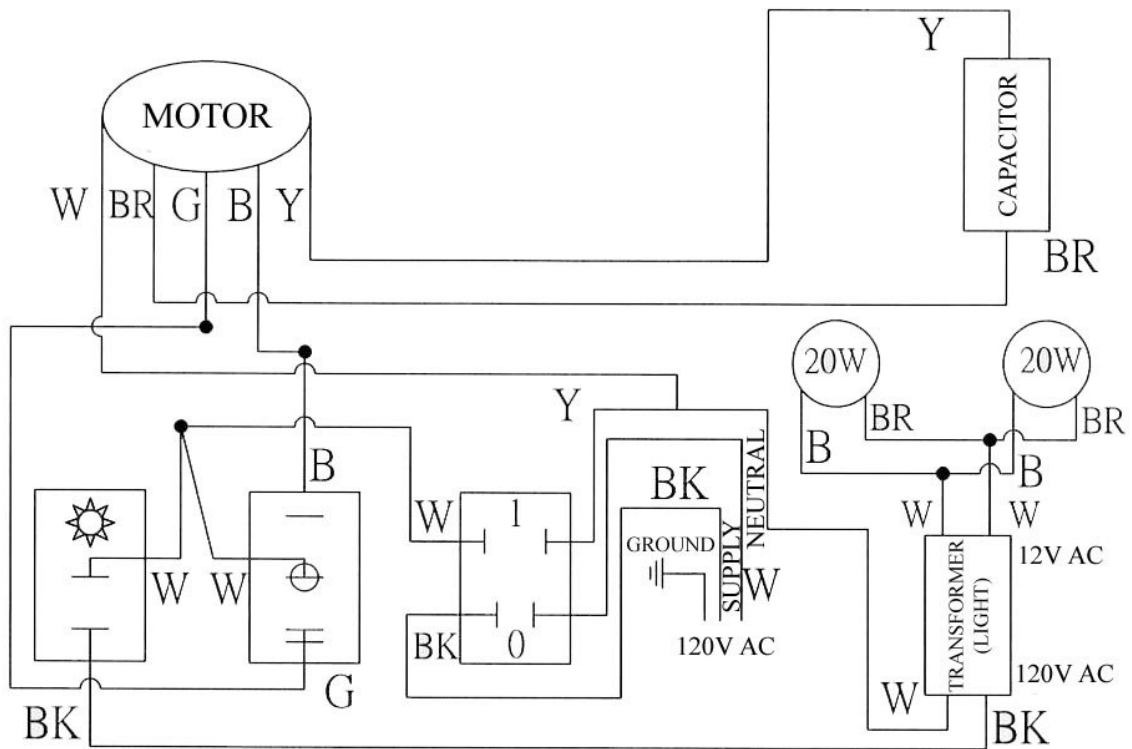 Y
MOTOR
CAPACITOR
W BR G B Y
BR
20W 20W
Y
BR BR
B
B
B
BK
NEUTRAL
W
1
W W
GROUND
SUPPLY
12V AC
W W
W
TRANSFORMER
(LIGHT)
BK
0
120V AC
120V AC
G
W
BK
BK